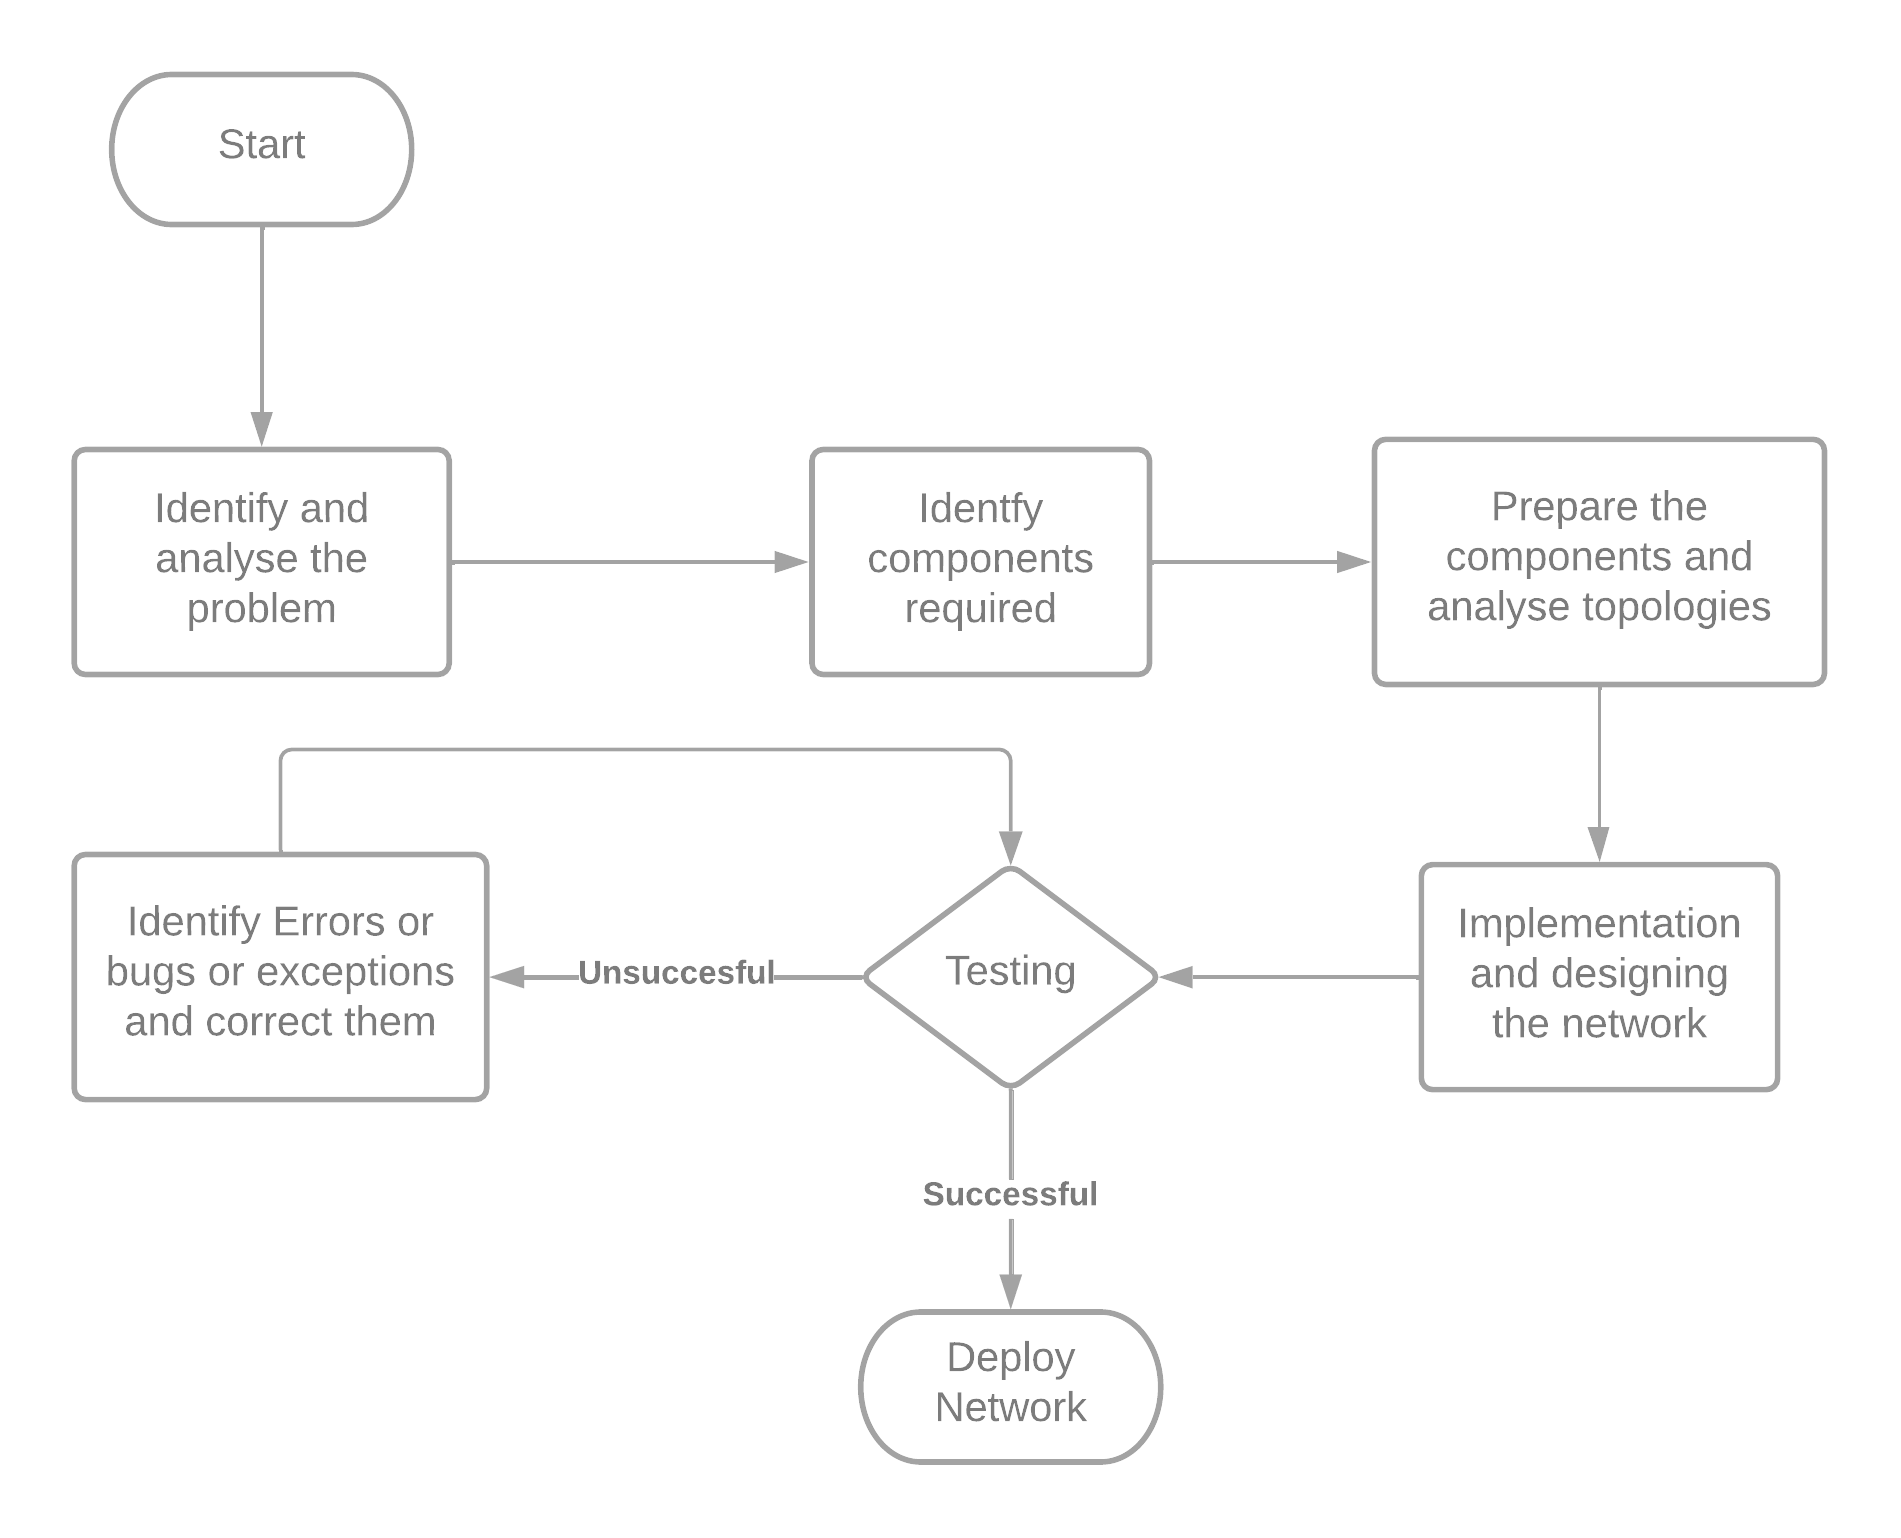 Start
Identify and
analyse the
problem
Identfy
components
required
Prepare the
components and
analyse topologies
Implementation
and designing
the network
Testing
Unsuccesful
Identify Errors or
bugs or exceptions
and correct them
Successful
Deploy
Network